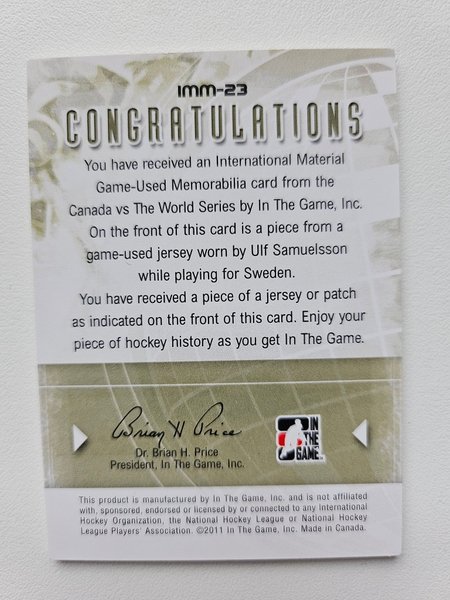 IMM-23
CONGRATULATIONS
You have received an International Material
Game-Used Memorabilia card from the
Canada vs The World Series by In The Game, Inc.
On the front of this card is a piece from a
game-used jersey worn by Ulf Samuelsson
while playing for Sweden.
You have received a piece of a jersey or patch
as indicated on the front of this card. Enjoy your
piece of hockey history as you get In The Game.
Brian H Price
Dr. Brian H. Price
President, In The Game, Inc.
IN
THE
GAME
This product is manufactured by In The Game, Inc. and is not affiliated
with, sponsored, endorsed or licensed by or connected to any International
Hockey Organization, the National Hockey League or National Hockey
League Players' Association. ©2011 In The Game, Inc. Made in Canada.